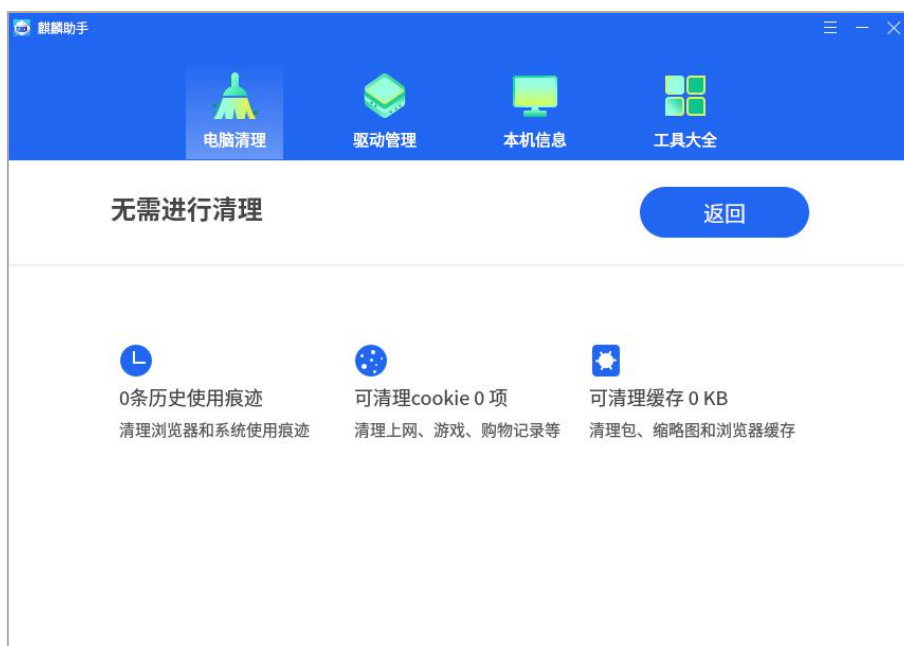 麒麟助手
电脑清理
驱动管理
本机信息
工具大全
无需进行清理
返回
0条历史使用痕迹
可清理cookie 0 项
可清理缓存 0 KB
清理浏览器和系统使用痕迹
清理上网、游戏、购物记录等
清理包、缩略图和浏览器缓存